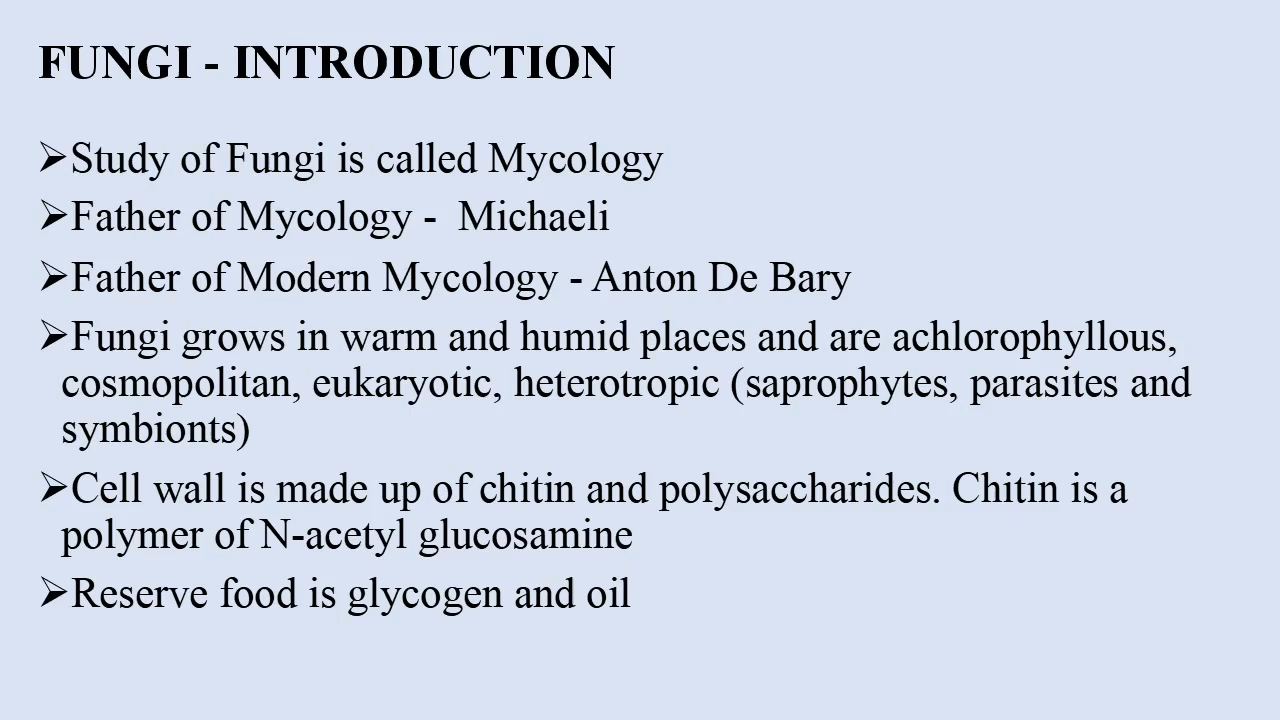 FUNGI - INTRODUCTION
➢Study of Fungi is called Mycology
➢Father of Mycology - Michaeli
➢Father of Modern Mycology - Anton De Bary
➢Fungi grows in warm and humid places and are achlorophyllous,
cosmopolitan, eukaryotic, heterotropic (saprophytes, parasites and
symbionts)
➢Cell wall is made up of chitin and polysaccharides. Chitin is a
polymer of N-acetyl glucosamine
➢Reserve food is glycogen and oil